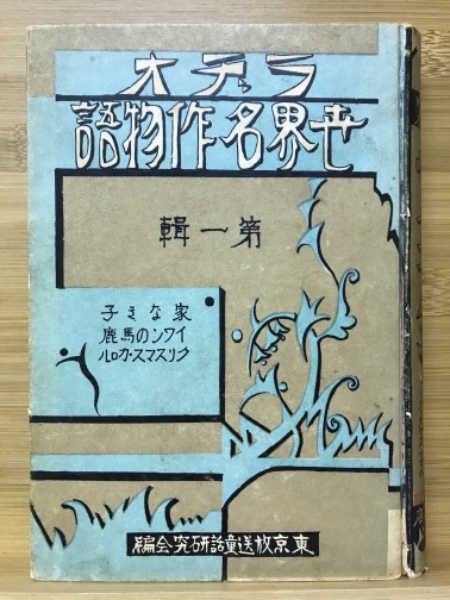 ラヂオ
世界名作物語
第一輯
家なき子
イワンの馬鹿
クリスマス・カロル
東京放送童話研究会編